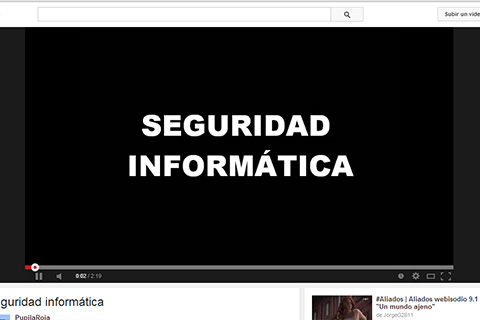 Subir un vide
SEGURIDAD
INFORMÁTICA
0:02 / 2:19
guridad informática
PupilaRoja
#Aliados | Aliados webisodio 9.1
"Un mundo ajeno"
de JorgeG2811